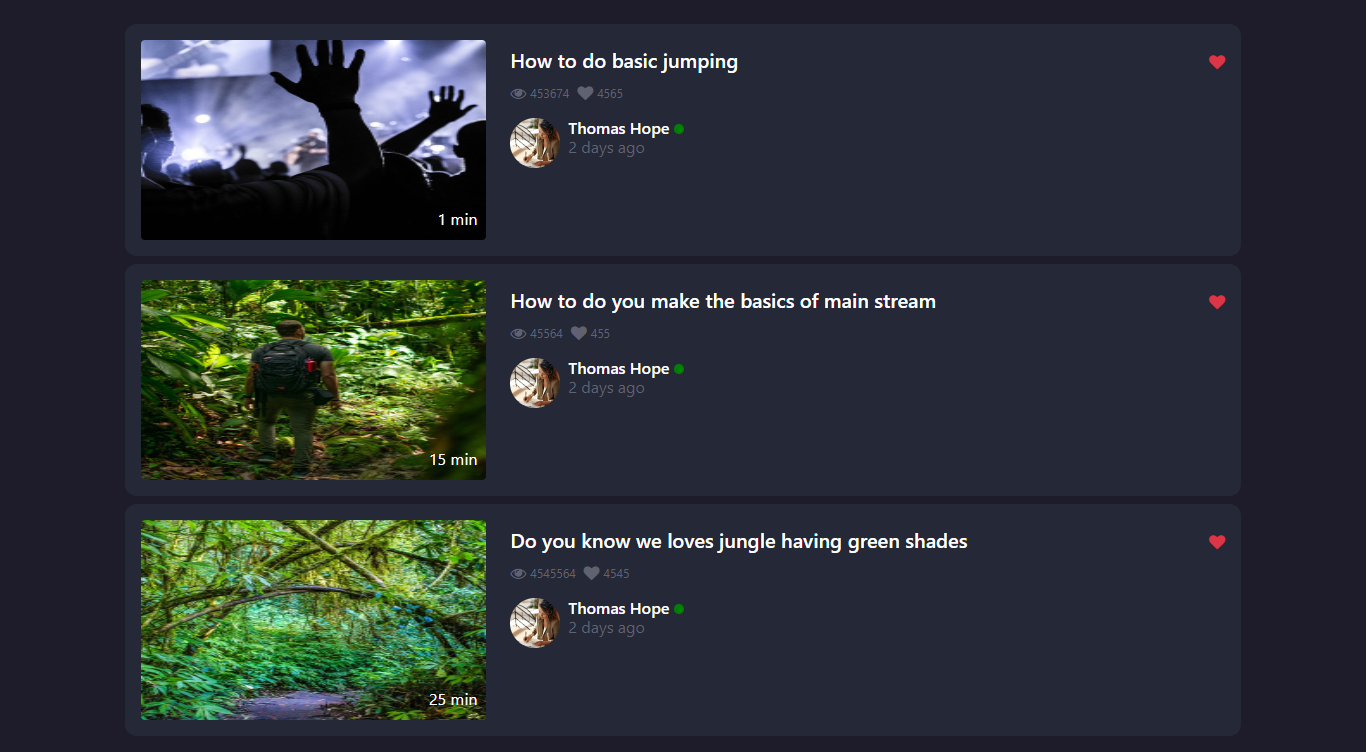 How to do basic jumping
453674 4565
Thomas Hope
2 days ago
1 min
How to do you make the basics of main stream
45564 455
Thomas Hope
2 days ago
15 min
Do you know we loves jungle having green shades
4545564 4545
Thomas Hope
2 days ago
25 min